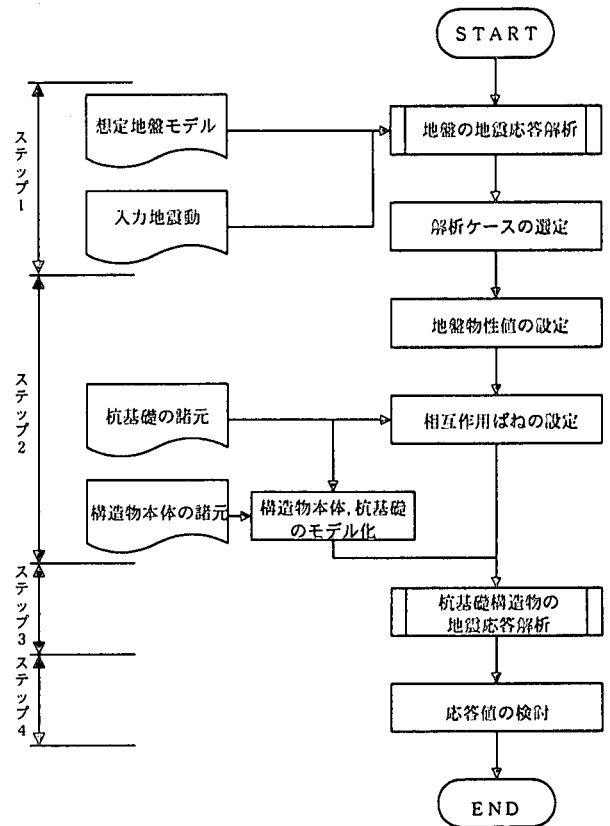 START
ステップ1
想定地盤モデル
地盤の地震応答解析
入力地震動
解析ケースの選定
ステップ2
地盤物性値の設定
杭基礎の諸元
相互作用ばねの設定
構造物本体の諸元
構造物本体,杭基礎
のモデル化
ステップ3
杭基礎構造物の
地震応答解析
ステップ4
応答値の検討
END